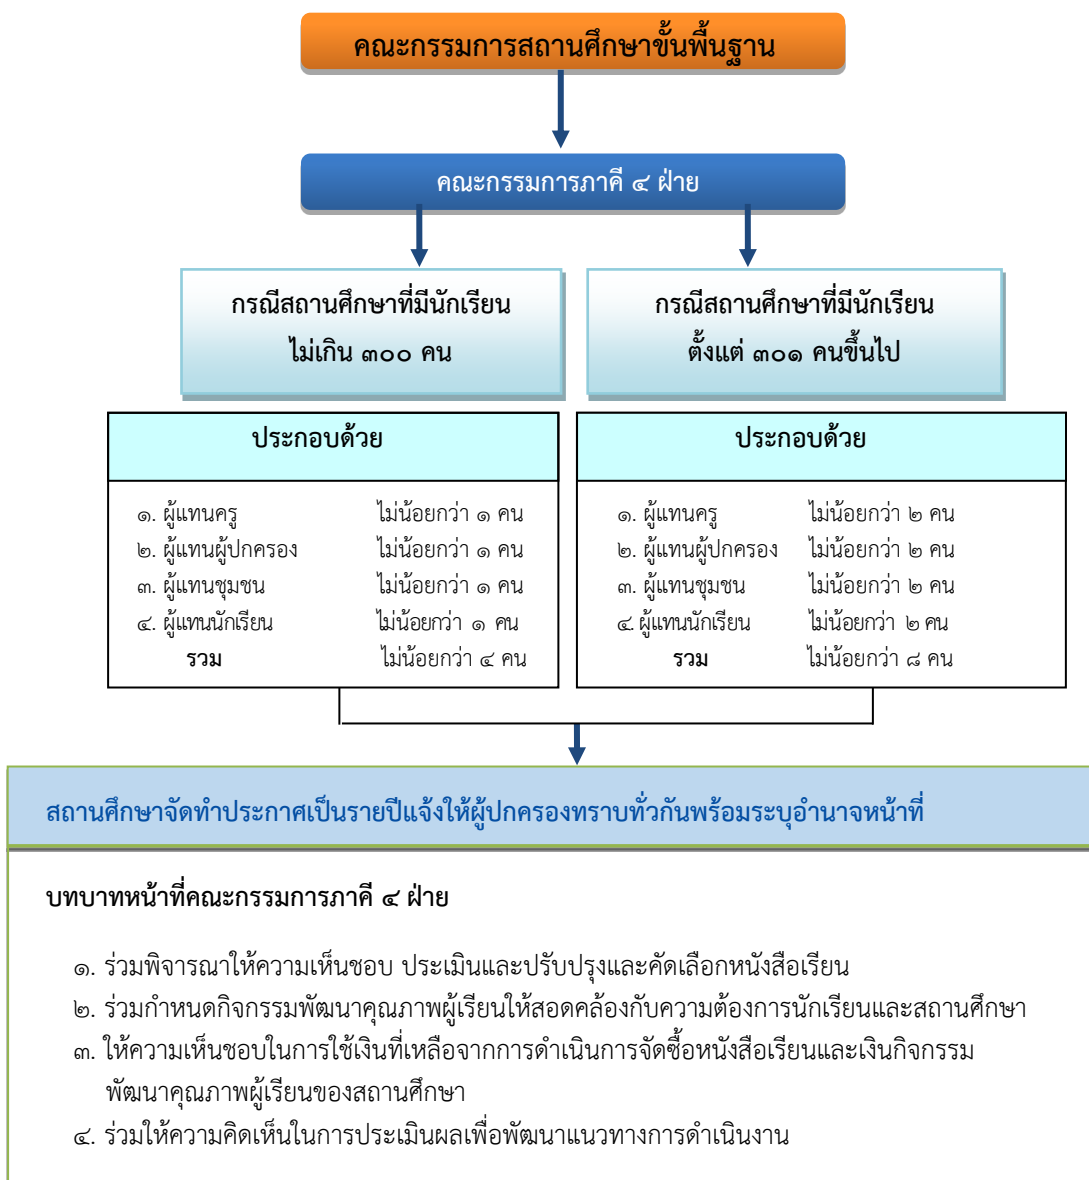 คณะกรรมการสถานศึกษาขั้นพื้นฐาน
คณะกรรมการภาคี ๔ ฝ่าย
กรณีสถานศึกษาที่มีนักเรียน
ไม่เกิน ๓๐๐ คน
กรณีสถานศึกษาที่มีนักเรียน
ตั้งแต่ ๓๐๑ คนขึ้นไป
ประกอบด้วย
๑. ผู้แทนครู ไม่น้อยกว่า ๑ คน
๒. ผู้แทนผู้ปกครอง ไม่น้อยกว่า ๑ คน
๓. ผู้แทนชุมชน ไม่น้อยกว่า ๑ คน
๔. ผู้แทนนักเรียน ไม่น้อยกว่า ๑ คน
รวม ไม่น้อยกว่า ๔ คน
ประกอบด้วย
๑. ผู้แทนครู ไม่น้อยกว่า ๒ คน
๒. ผู้แทนผู้ปกครอง ไม่น้อยกว่า ๒ คน
๓. ผู้แทนชุมชน ไม่น้อยกว่า ๒ คน
๔. ผู้แทนนักเรียน ไม่น้อยกว่า ๒ คน
รวม ไม่น้อยกว่า ๘ คน
สถานศึกษาจัดทำประกาศเป็นรายปีแจ้งให้ผู้ปกครองทราบทั่วกันพร้อมระบุอำนาจหน้าที่
บทบาทหน้าที่คณะกรรมการภาคี ๔ ฝ่าย
๑. ร่วมพิจารณาให้ความเห็นชอบ ประเมินและปรับปรุงและคัดเลือกหนังสือเรียน
๒. ร่วมกำหนดกิจกรรมพัฒนาคุณภาพผู้เรียนให้สอดคล้องกับความต้องการนักเรียนและสถานศึกษา
๓. ให้ความเห็นชอบในการใช้เงินที่เหลือจากการดำเนินการจัดซื้อหนังสือเรียนและเงินกิจกรรม
พัฒนาคุณภาพผู้เรียนของสถานศึกษา
๔. ร่วมให้ความคิดเห็นในการประเมินผลเพื่อพัฒนาแนวทางการดำเนินงาน